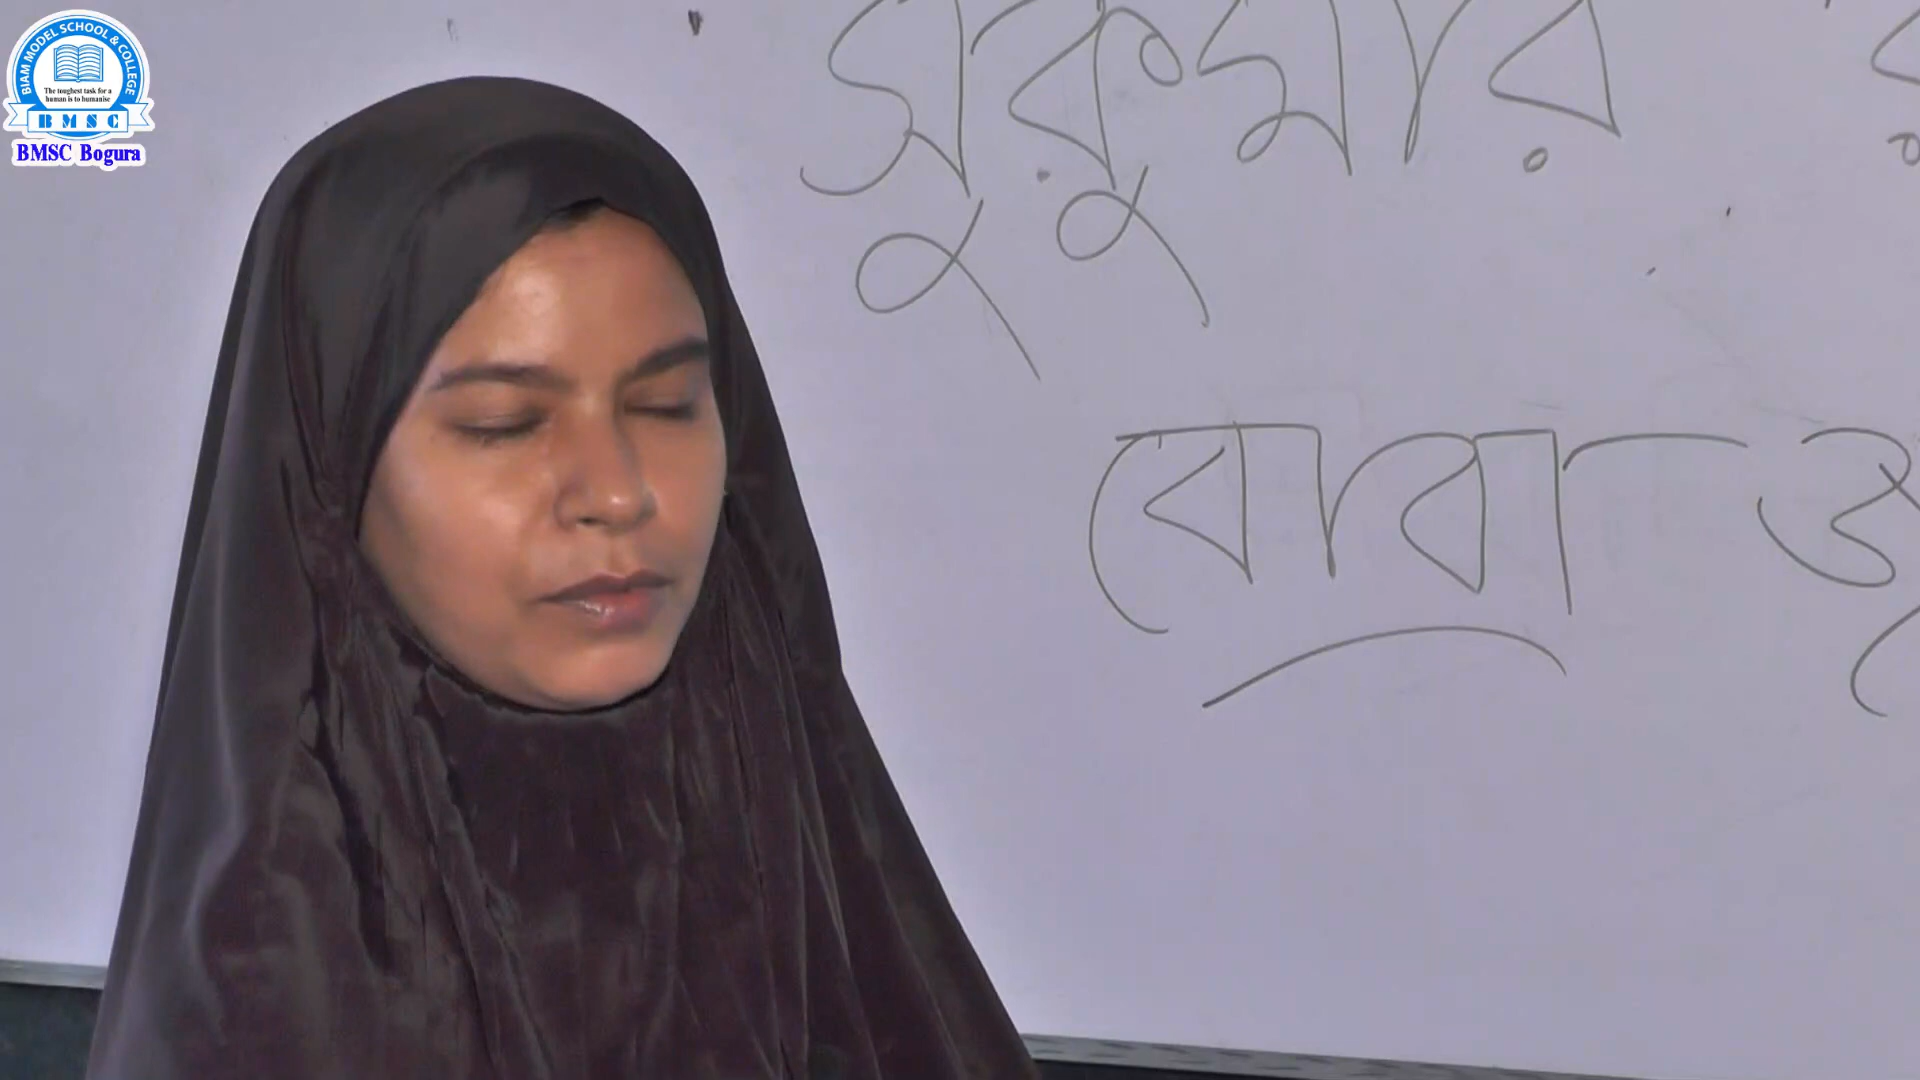 BIAM MODEL SCHOOL & COLLEGE
The toughest task for a
human is to humanise
BMSC
BMSC Bogura
সুকুমার
বোবা